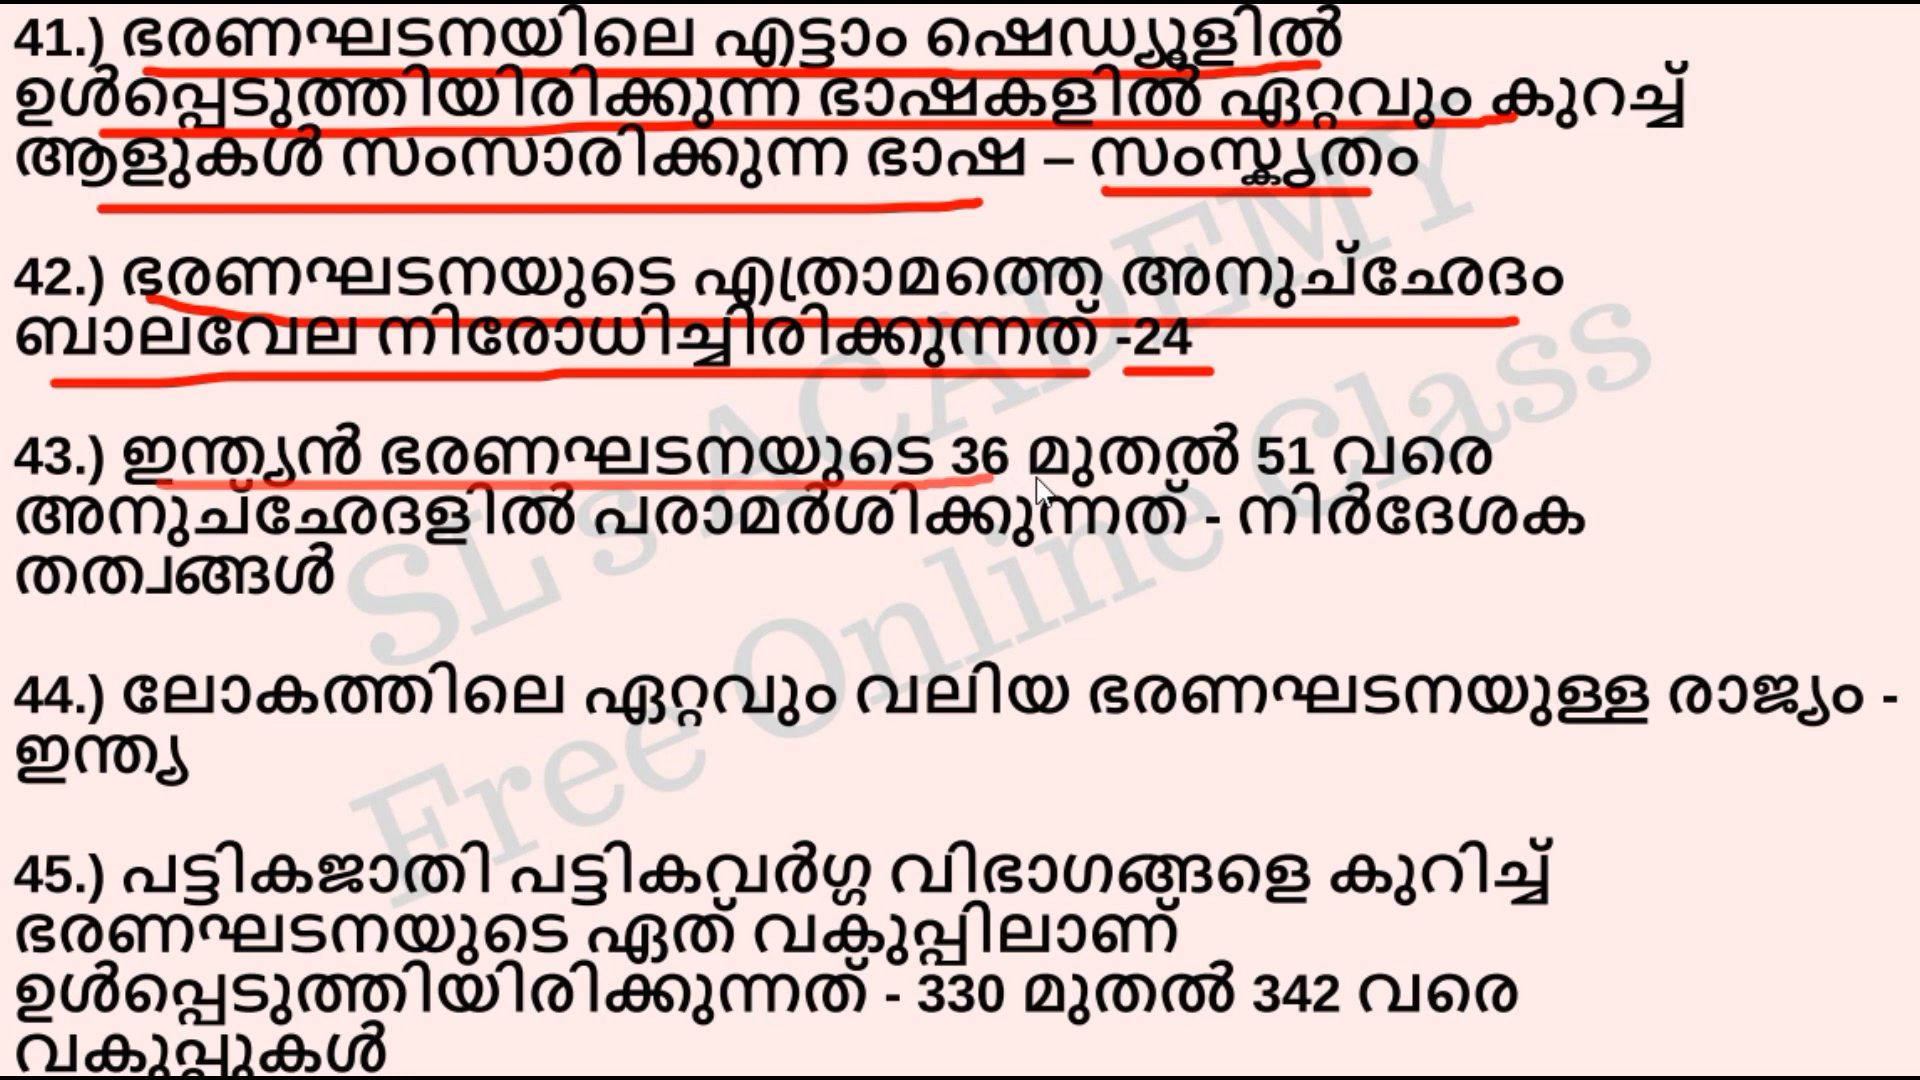 41.) ഭരണഘടനയിലെ എട്ടാം ഷെഡ്യൂളിൽ
ഉൾപ്പെടുത്തിയിരിക്കുന്ന ഭാഷകളിൽ ഏറ്റവും കുറച്ച്
ആളുകൾ സംസാരിക്കുന്ന ഭാഷ – സംസ്കൃതം
42.) ഭരണഘടനയുടെ എത്രാമത്തെ അനുച്ഛേദം
ബാലവേല നിരോധിച്ചിരിക്കുന്നത് -24
43.) ഇന്ത്യൻ ഭരണഘടനയുടെ 36 മുതൽ 51 വരെ
അനുച്ഛേദളിൽ പരാമർശിക്കുന്നത് - നിർദേശക
തത്വങ്ങൾ
44.) ലോകത്തിലെ ഏറ്റവും വലിയ ഭരണഘടനയുള്ള രാജ്യം -
ഇന്ത്യ
45.) പട്ടികജാതി പട്ടികവർഗ്ഗ വിഭാഗങ്ങളെ കുറിച്ച്
ഭരണഘടനയുടെ ഏത് വകുപ്പിലാണ്
ഉൾപ്പെടുത്തിയിരിക്കുന്നത് - 330 മുതൽ 342 വരെ
വകുപ്പുകൾ
SL's ACADEMY
Free Online Class